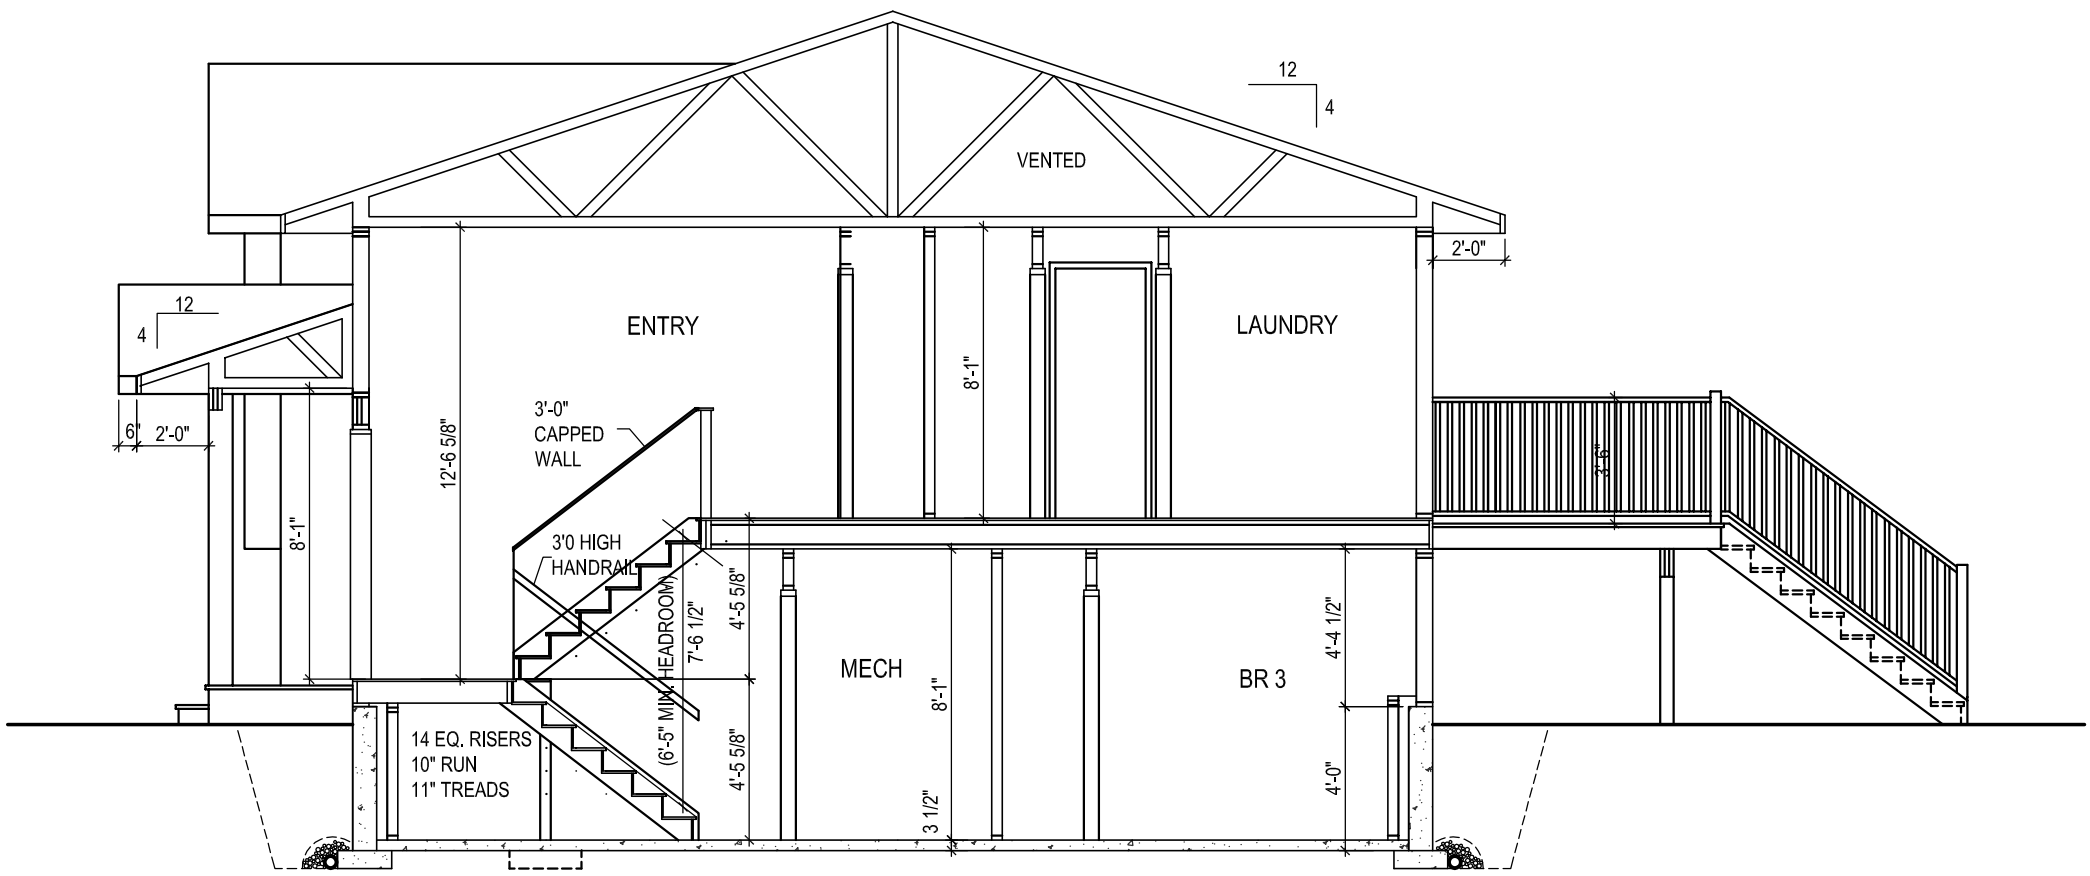 12
4
VENTED
2'-0"
12
4
ENTRY
LAUNDRY
8'-1"
3'-0"
CAPPED
WALL
6"
2'-0"
12'-6 5/8"
3'-6"
8'-1"
3'0 HIGH
HANDRAIL
(6'-5" MIN. HEADROOM)
7'-6 1/2"
4'-5 5/8"
4'-4 1/2"
MECH
BR 3
8'-1"
14 EQ. RISERS
10" RUN
11" TREADS
4'-5 5/8"
4'-0"
3 1/2"